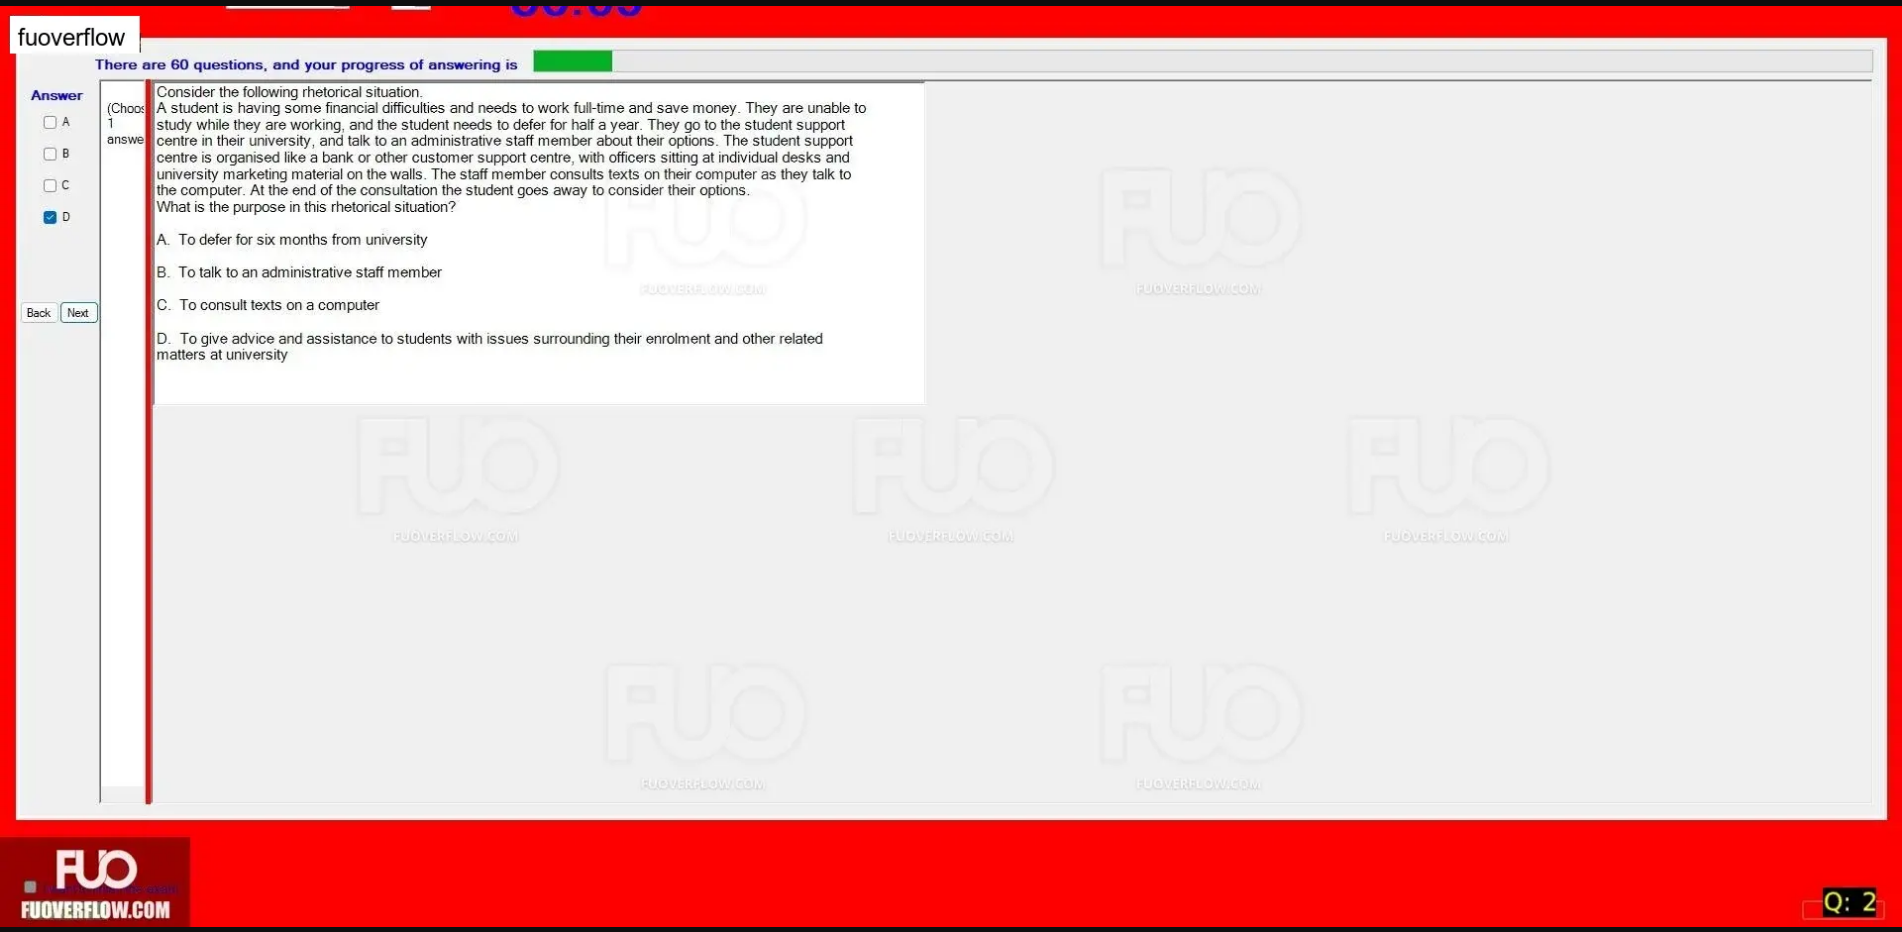 fuoverflow
There are 60 questions, and your progress of answering is
Answer
A
B
C
D
Back Next
(Choos
1
answe
Consider the following rhetorical situation.
A student is having some financial difficulties and needs to work full-time and save money. They are unable to
study while they are working, and the student needs to defer for half a year. They go to the student support
centre in their university, and talk to an administrative staff member about their options. The student support
centre is organised like a bank or other customer support centre, with officers sitting at individual desks and
university marketing material on the walls. The staff member consults texts on their computer as they talk to
the computer. At the end of the consultation the student goes away to consider their options.
What is the purpose in this rhetorical situation?
A. To defer for six months from university
B. To talk to an administrative staff member
C. To consult texts on a computer
D. To give advice and assistance to students with issues surrounding their enrolment and other related
matters at university
FUO
FUOVERFLOW.COM
FUO
FUOVERFLOW.COM
FUO
FUOVERFLOW.COM
FUO
FUOVERFLOW.COM
FUO
FUOVERFLOW.COM
FUO
FUOVERFLOW.COM
FUO
FUOVERFLOW.COM
FUO
FUOVERFLOW.COM
Q: 2